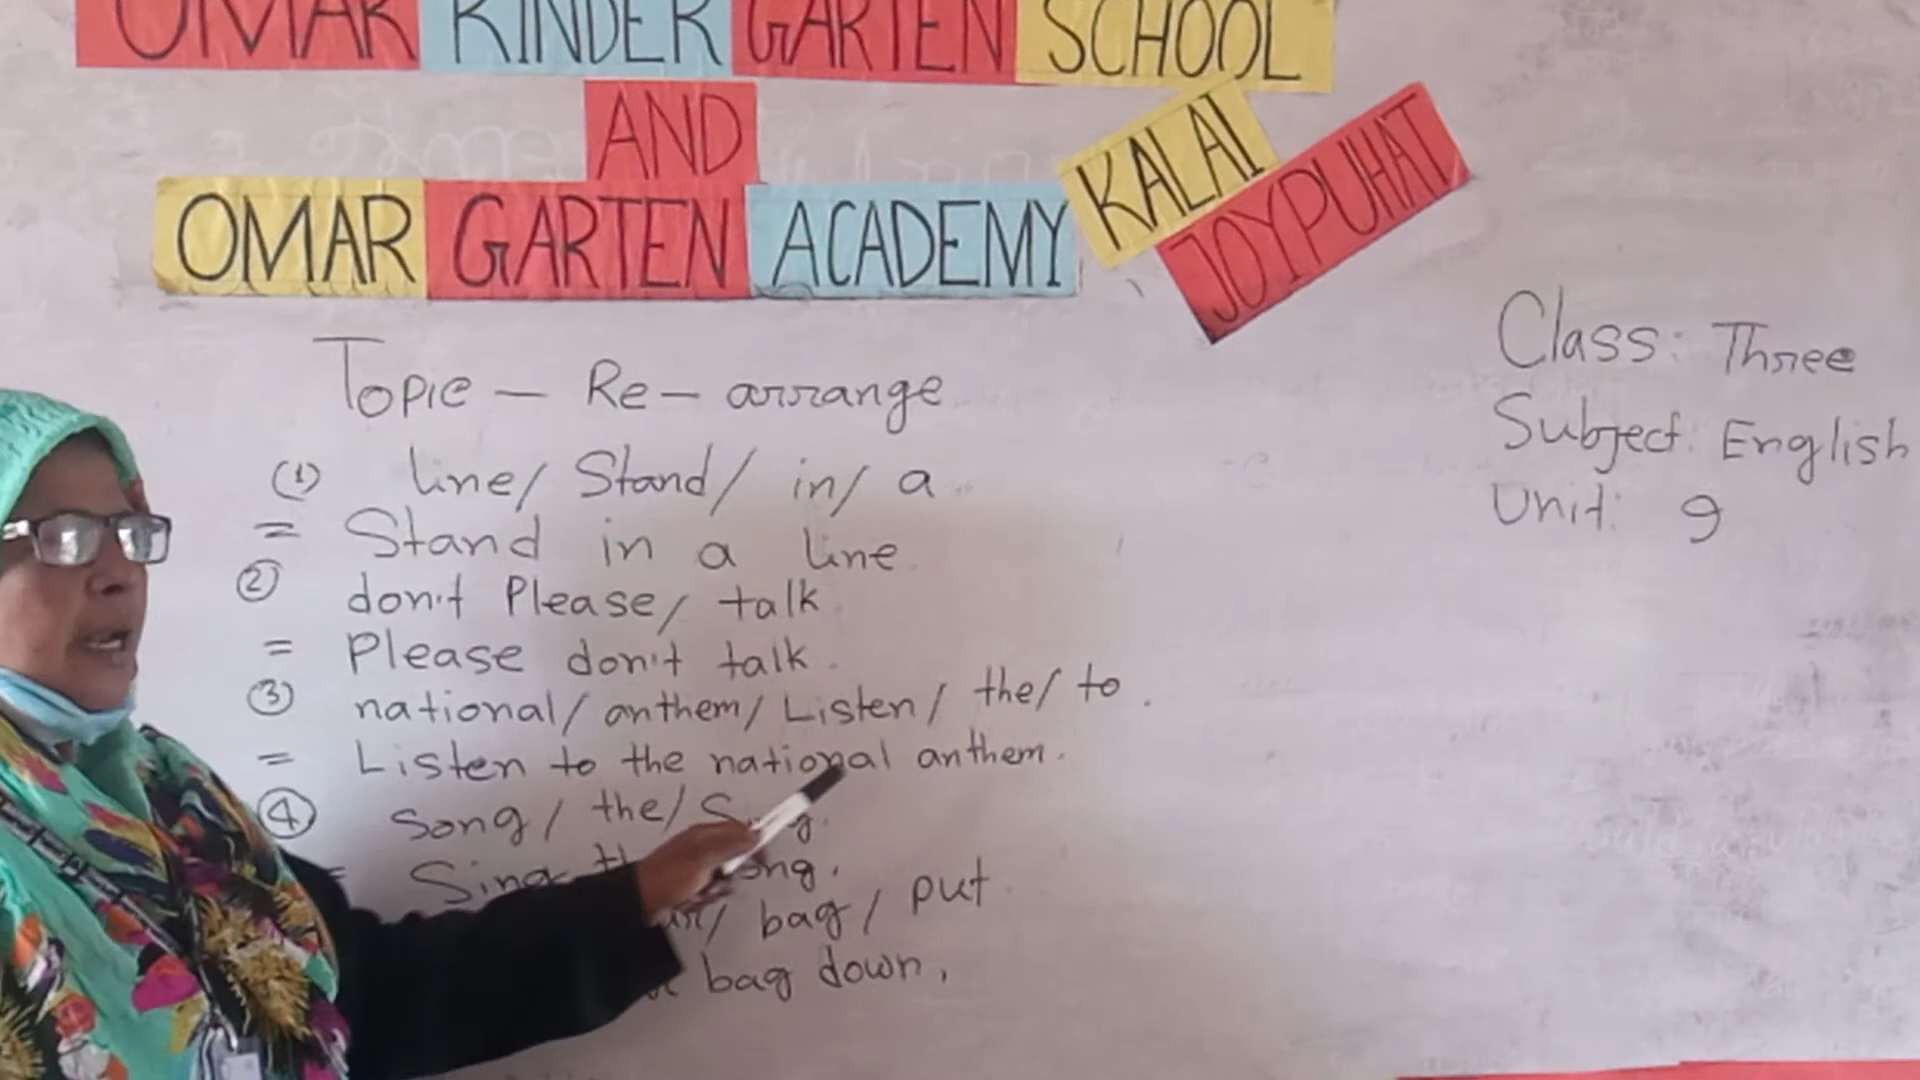 OMAR KINDER GARTEN SCHOOL
AND
OMAR GARTEN ACADEMY
KALAI
JOYPUHAT
Class: Three
Subject: English
Unit: 9
Topic - Re-arrange
(1) line/ Stand/ in/ a
= Stand in a line.
(2) don't Please/ talk.
= Please don't talk.
(3) national/ anthem/ Listen/ the/ to.
= Listen to the national anthem.
(4) Song/ the/
= Sing
bag/ put
bag down,